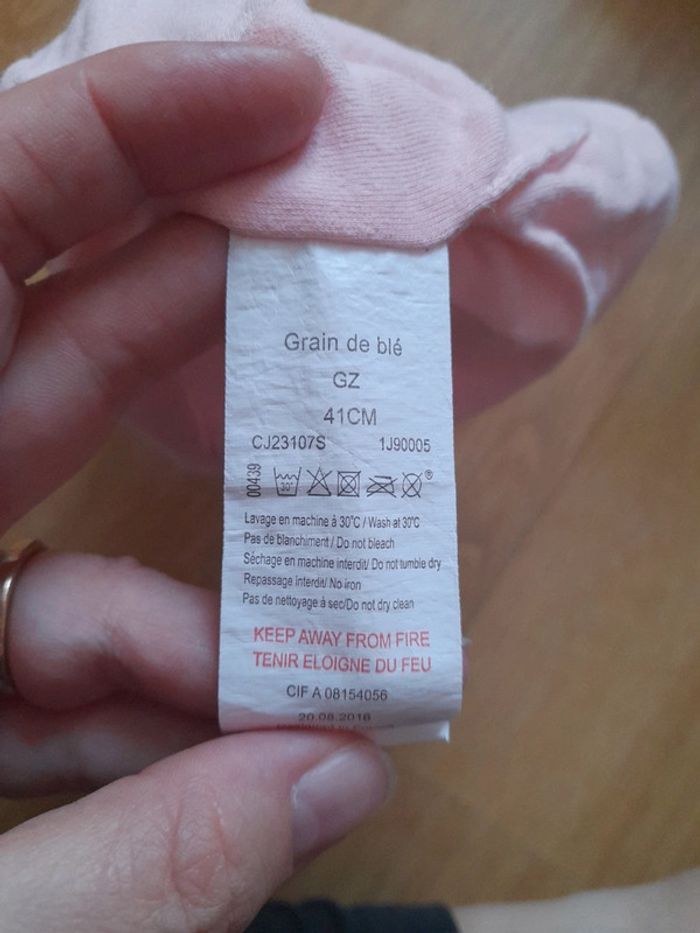 Grain de blé
GZ
41CM
CJ23107S 1J90005
00439
30°
®
Lavage en machine à 30°C / Wash at 30°C
Pas de blanchiment / Do not bleach
Séchage en machine interdit/ Do not tumble dry
Repassage interdit/ No iron
Pas de nettoyage à sec/Do not dry clean
KEEP AWAY FROM FIRE
TENIR ELOIGNE DU FEU
CIF A 08154056
20.08.2018